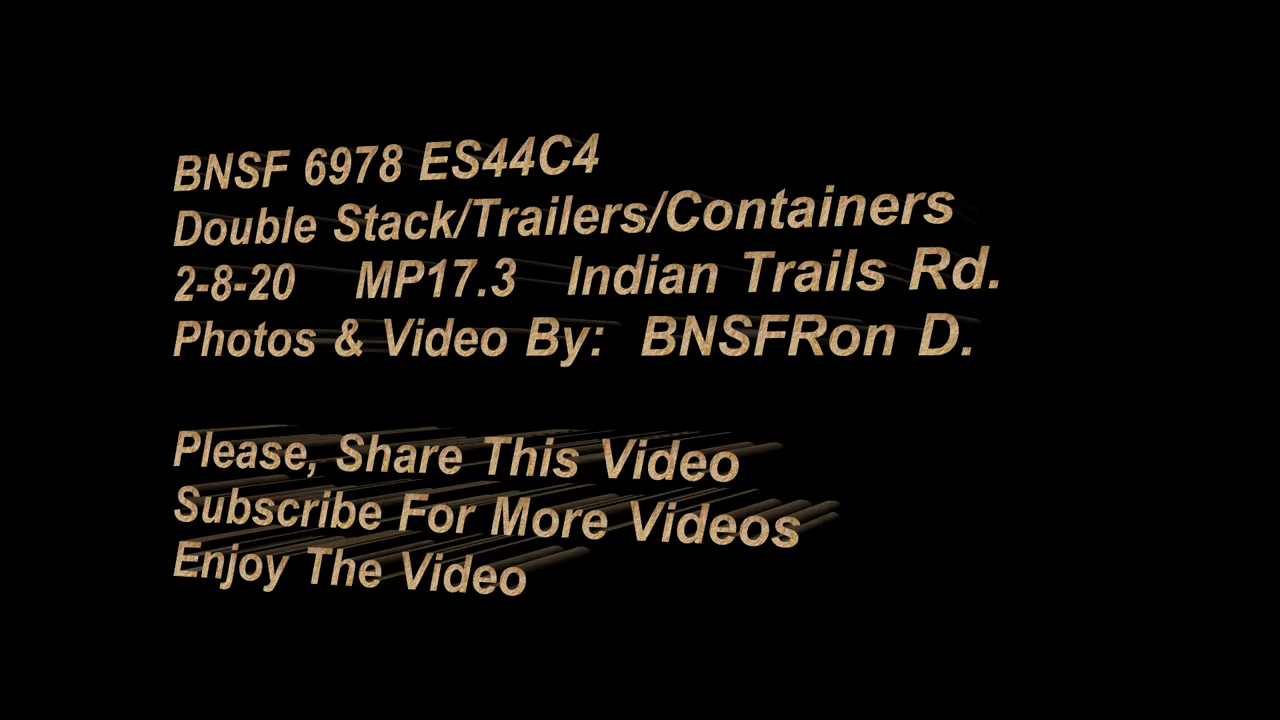 BNSF 6978 ES44C4
Double Stack/Trailers/Containers
2-8-20 MP17.3 Indian Trails Rd.
Photos & Video By: BNSFRon D.
Please, Share This Video
Subscribe For More Videos
Enjoy The Video